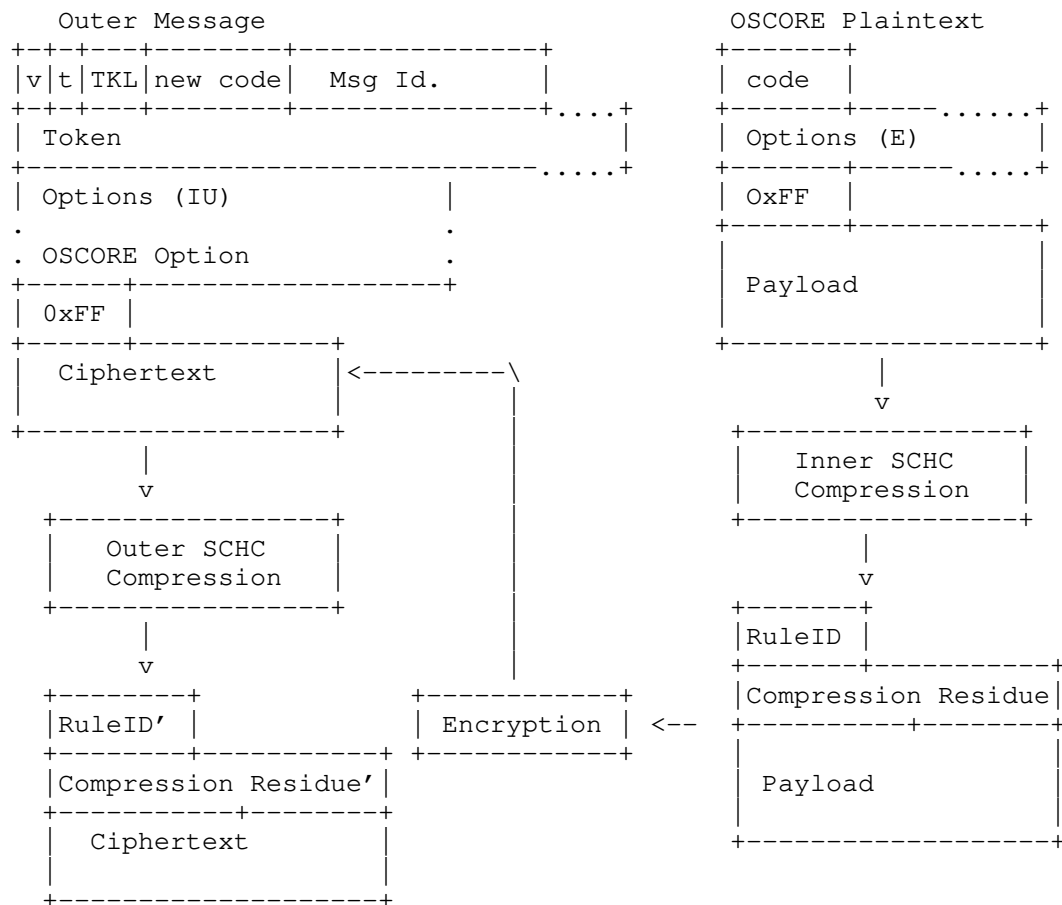 Outer Message OSCORE Plaintext
v t TKL new code Msg Id. code
Token Options (E)
Options (IU) OxFF
OSCORE Option
Payload
0xFF
Ciphertext
v
Inner SCHC
v Compression
Outer SCHC
Compression v
RuleID
v
Compression Residue
RuleID’ Encryption <--
Compression Residue’ Payload
Ciphertext